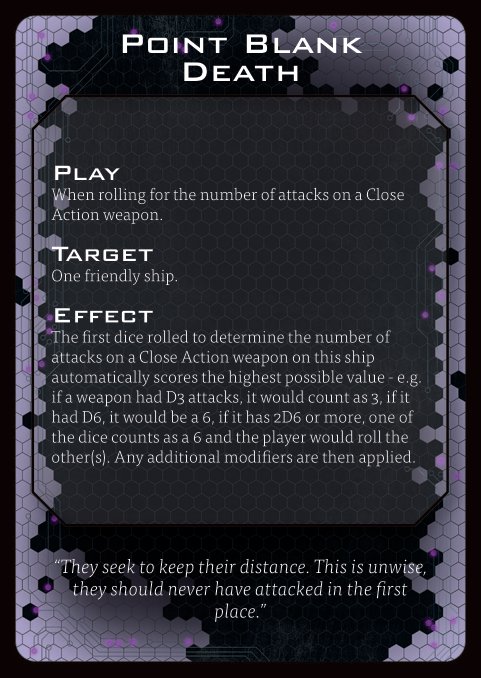 Point Blank
Death
Play
When rolling for the number of attacks on a Close
Action weapon.
Target
One friendly ship.
Effect
The first dice rolled to determine the number of
attacks on a Close Action weapon on this ship
automatically scores the highest possible value - e.g.
if a weapon had D3 attacks, it would count as 3, if it
had D6, it would be a 6, if it has 2D6 or more, one of
the dice counts as a 6 and the player would roll the
other(s). Any additional modifiers are then applied.
“They seek to keep their distance. This is unwise,
they should never have attacked in the first
place.”